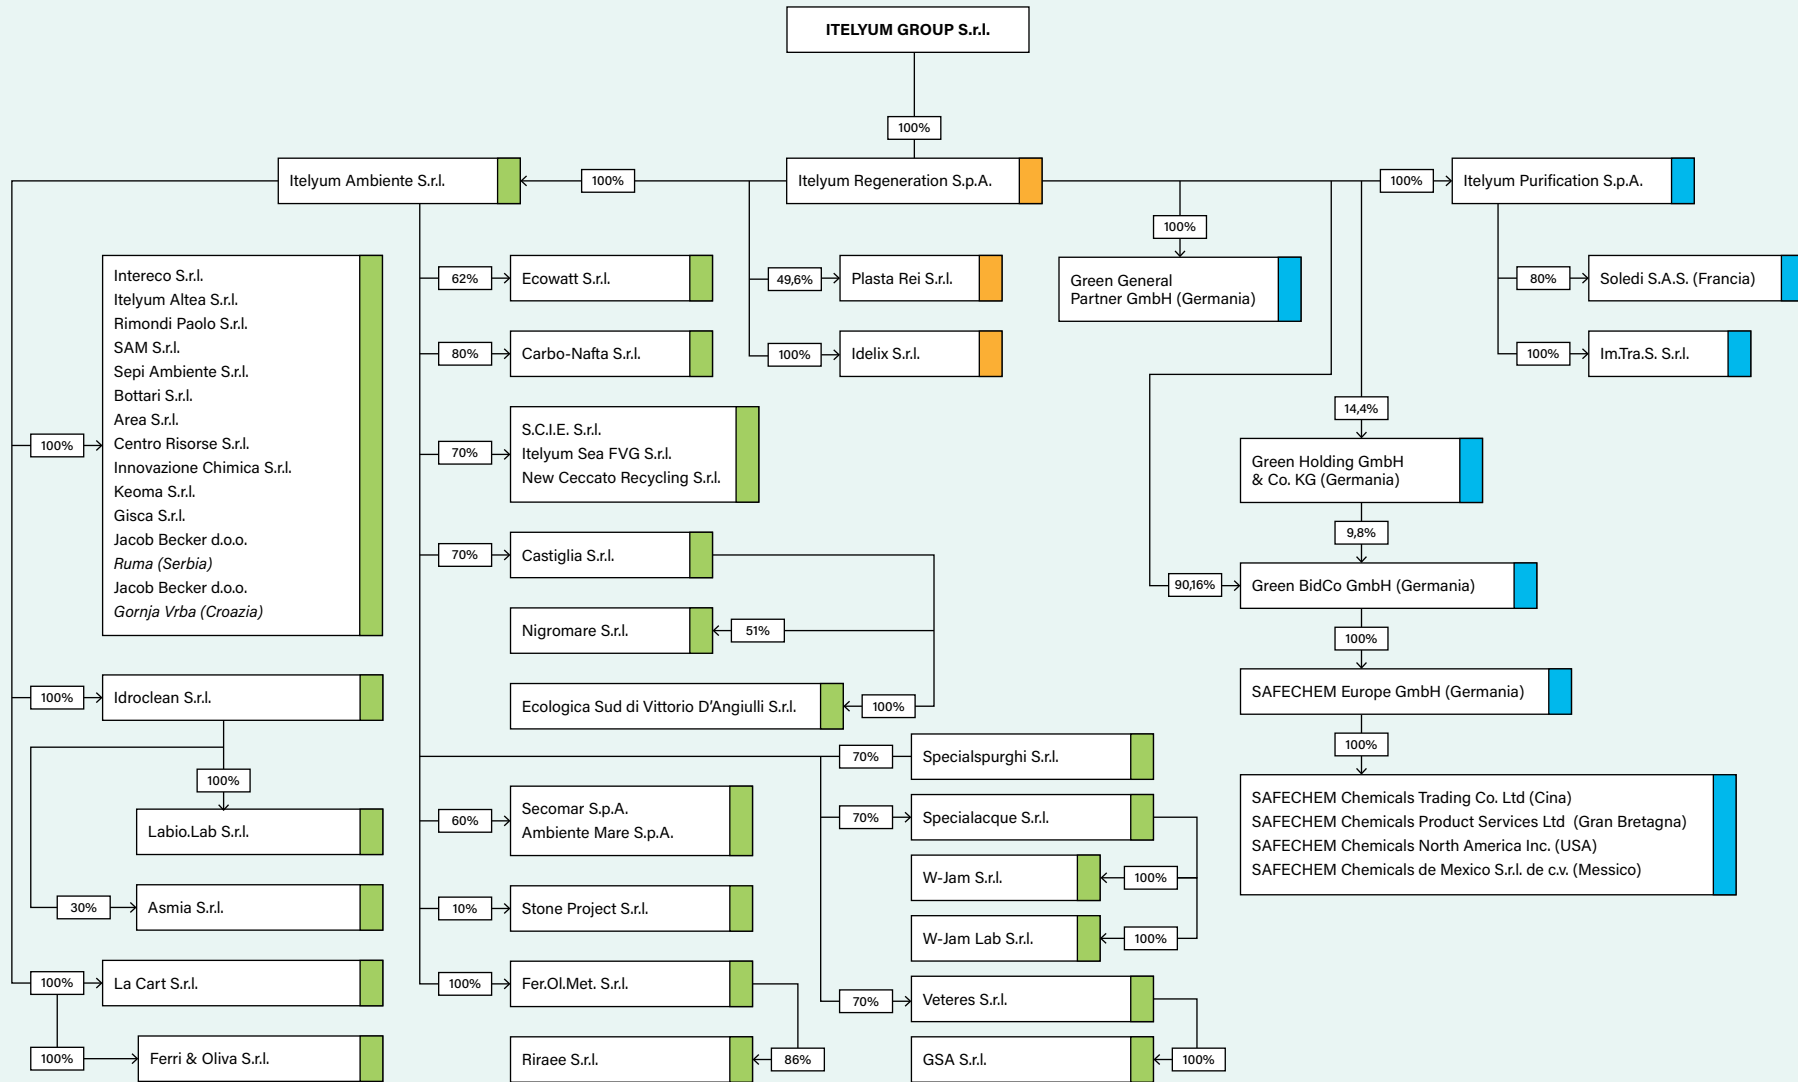 ITELYUM GROUP S.r.l.
100%
Itelyum Ambiente S.r.l.
100%
Itelyum Regeneration S.p.A.
100%
Itelyum Purification S.p.A.
100%
Intereco S.r.l.
Itelyum Altea S.r.l.
Rimondi Paolo S.r.l.
SAM S.r.l.
Sepi Ambiente S.r.l.
Bottari S.r.l.
Area S.r.l.
Centro Risorse S.r.l.
Innovazione Chimica S.r.l.
Keoma S.r.l.
Gisca S.r.l.
Jacob Becker d.o.o.
Ruma (Serbia)
Jacob Becker d.o.o.
Gornja Vrba (Croazia)
100%
Idroclean S.r.l.
100%
Labio.Lab S.r.l.
30%
Asmia S.r.l.
100%
La Cart S.r.l.
100%
Ferri & Oliva S.r.l.
62%
Ecowatt S.r.l.
80%
Carbo-Nafta S.r.l.
70%
S.C.I.E. S.r.l.
Itelyum Sea FVG S.r.l.
New Ceccato Recycling S.r.l.
70%
Castiglia S.r.l.
Nigromare S.r.l.
51%
Ecologica Sud di Vittorio D'Angiulli S.r.l.
100%
70%
Specialspurghi S.r.l.
60%
Secomar S.p.A.
Ambiente Mare S.p.A.
10%
Stone Project S.r.l.
100%
Fer.Ol.Met. S.r.l.
Riraee S.r.l.
86%
70%
Specialacque S.r.l.
W-Jam S.r.l.
100%
W-Jam Lab S.r.l.
100%
70%
Veteres S.r.l.
GSA S.r.l.
100%
49,6%
Plasta Rei S.r.l.
100%
Idelix S.r.l.
100%
Green General
Partner GmbH (Germania)
80%
Soledi S.A.S. (Francia)
100%
Im.Tra.S. S.r.l.
14,4%
Green Holding GmbH
& Co. KG (Germania)
9,8%
90,16%
Green BidCo GmbH (Germania)
100%
SAFECHEM Europe GmbH (Germania)
100%
SAFECHEM Chemicals Trading Co. Ltd (Cina)
SAFECHEM Chemicals Product Services Ltd (Gran Bretagna)
SAFECHEM Chemicals North America Inc. (USA)
SAFECHEM Chemicals de Mexico S.r.l. de c.v. (Messico)